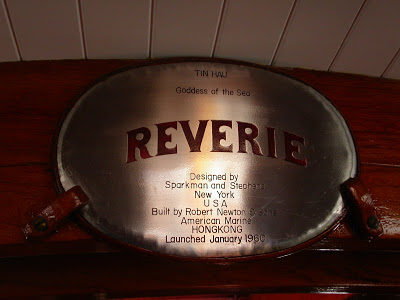 TIN HAU
Goddess of the Sea
REVERIE
Designed by
Sparkman and Stephens
New York
U S A
Built by Robert Newton & Sons
American Marine
HONGKONG
Launched January 1960